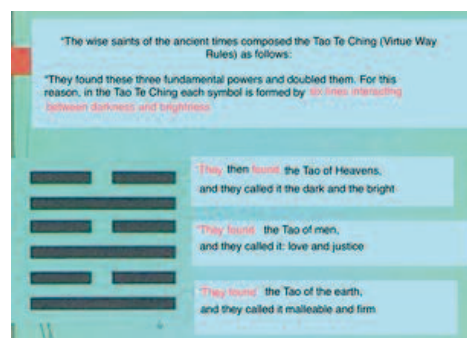 "The wise saints of the ancient times composed the Tao Te Ching (Virtue Way
Rules) as follows:
"They found these three fundamental powers and doubled them. For this
reason, in the Tao Te Ching each symbol is formed by six lines interacting
between darkness and brightness
"They then found the Tao of Heavens,
and they called it the dark and the bright
"They found the Tao of men,
and they called it: love and justice
"They found the Tao of the earth,
and they called it malleable and firm